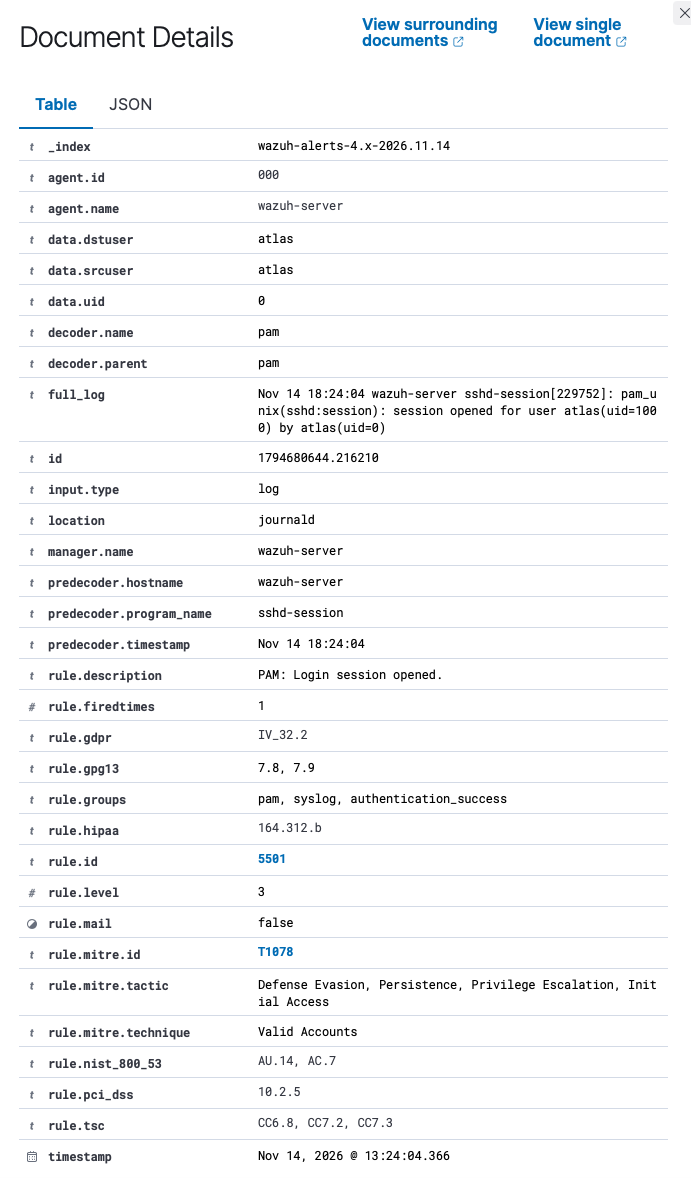 Document Details
View surrounding
documents
View single
document
Table
JSON
t _index wazuh-alerts-4.x-2026.11.14
t agent.id 000
t agent.name wazuh-server
t data.dstuser atlas
t data.srcuser atlas
t data.uid 0
t decoder.name pam
t decoder.parent pam
t full_log Nov 14 18:24:04 wazuh-server sshd-session[229752]: pam_u
nix(sshd:session): session opened for user atlas(uid=100
0) by atlas(uid=0)
t id 1794680644.216210
t input.type log
t location journald
t manager.name wazuh-server
t predecoder.hostname wazuh-server
t predecoder.program_name sshd-session
t predecoder.timestamp Nov 14 18:24:04
t rule.description PAM: Login session opened.
# rule.firedtimes 1
t rule.gdpr IV_32.2
t rule.gpg13 7.8, 7.9
t rule.groups pam, syslog, authentication_success
t rule.hipaa 164.312.b
t rule.id 5501
# rule.level 3
rule.mail false
t rule.mitre.id T1078
t rule.mitre.tactic Defense Evasion, Persistence, Privilege Escalation, Init
ial Access
t rule.mitre.technique Valid Accounts
t rule.nist_800_53 AU.14, AC.7
t rule.pci_dss 10.2.5
t rule.tsc CC6.8, CC7.2, CC7.3
timestamp Nov 14, 2026 @ 13:24:04.366